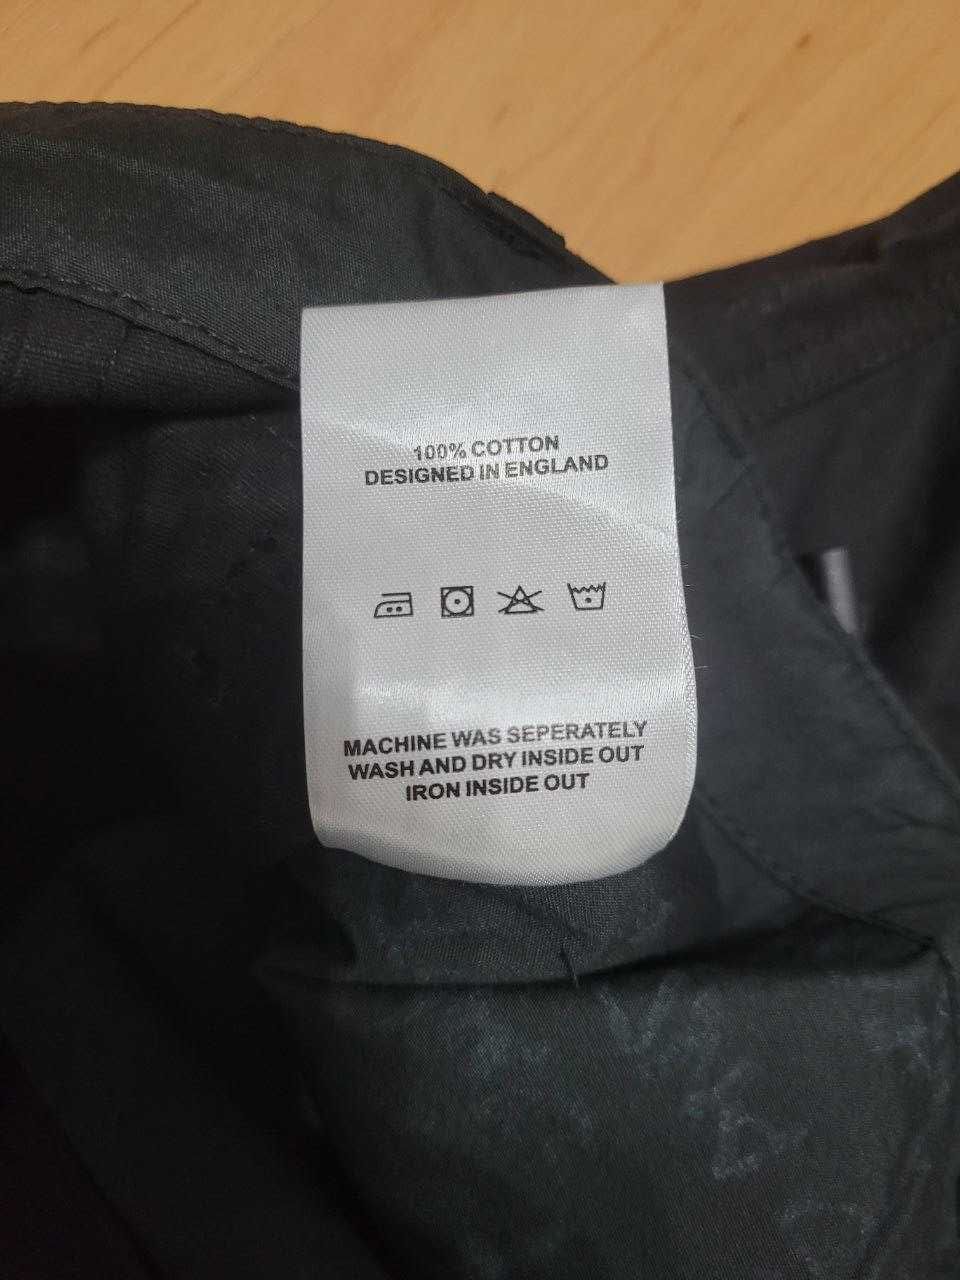 100% COTTON
DESIGNED IN ENGLAND
MACHINE WAS SEPERATELY
WASH AND DRY INSIDE OUT
IRON INSIDE OUT